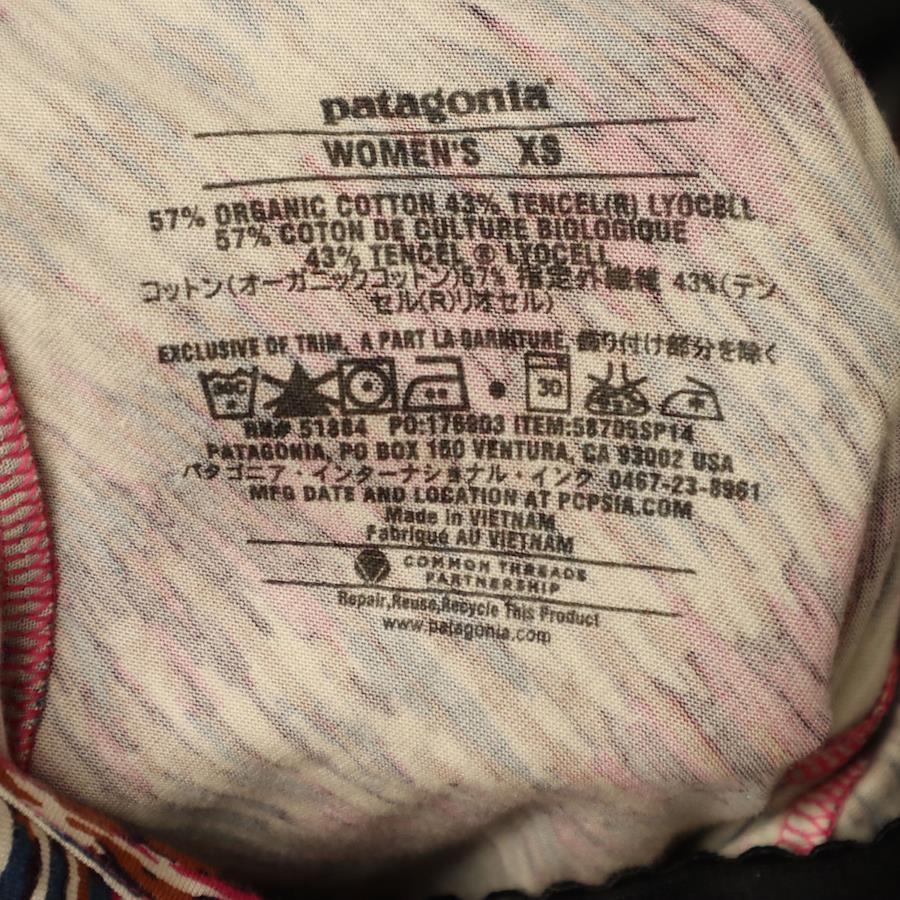 patagonia
WOMEN'S XS
57% ORGANIC COTTON 43% TENCEL(R) LYOCELL
57% COTON DE CULTURE BIOLOGIQUE
43% TENCEL ® LYOCELL
コットン(オーガニックコットン)57% 指定外繊維 43%(テン
セル(R)リオセル)
EXCLUSIVE OF TRIM, A PART LA GARNITURE, 飾り付け部分を除く
30
RN# 51884 PO:176903 ITEM:58705SP14
PATAGONIA, PO BOX 150 VENTURA, CA 93002 USA
パタゴニア・インターナショナル・インク 0467-23-8961
MFG DATE AND LOCATION AT PCPSIA.COM
Made in VIETNAM
Fabriqué AU VIETNAM
COMMON THREADS
PARTNERSHIP
Repair,Reuse,Recycle This Product
www.patagonia.com